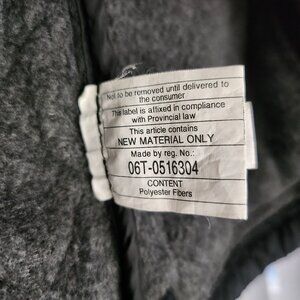 Not to be removed until delivered to
the consumer
This label is affixed in compliance
with Provincial law
This article contains
NEW MATERIAL ONLY
Made by reg. No.:
06T-0516304
CONTENT
Polyester Fibers